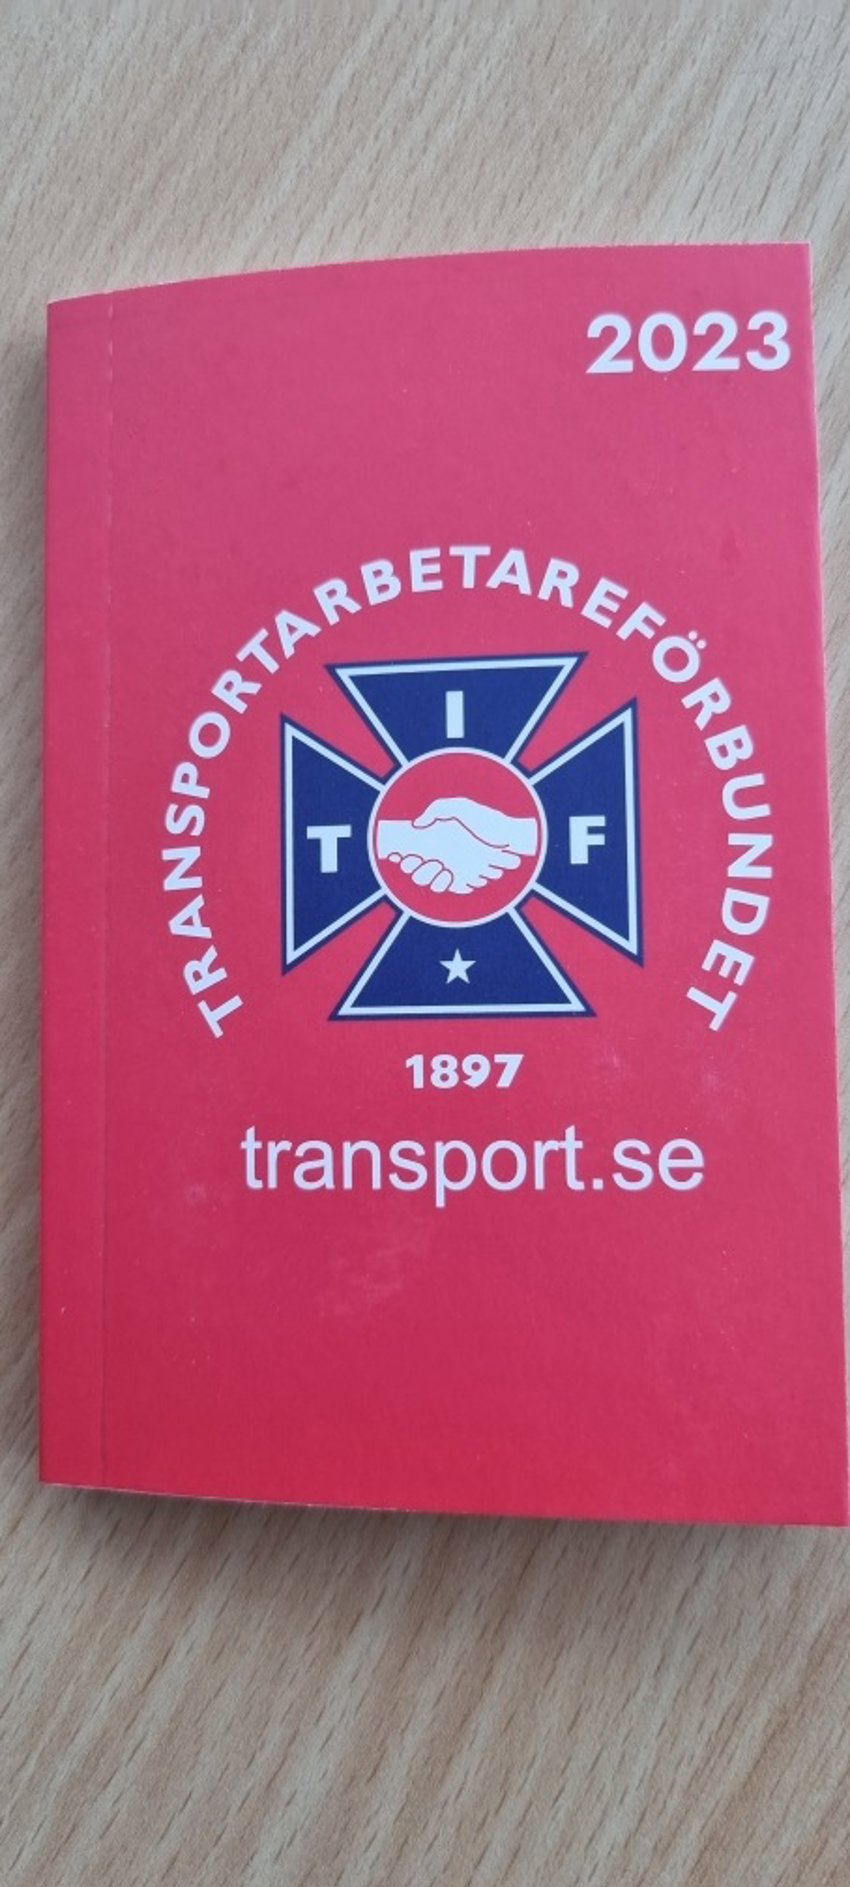 2023
TRANSPORTARBETAREFÖRBUNDET
I
T F
1897
transport.se